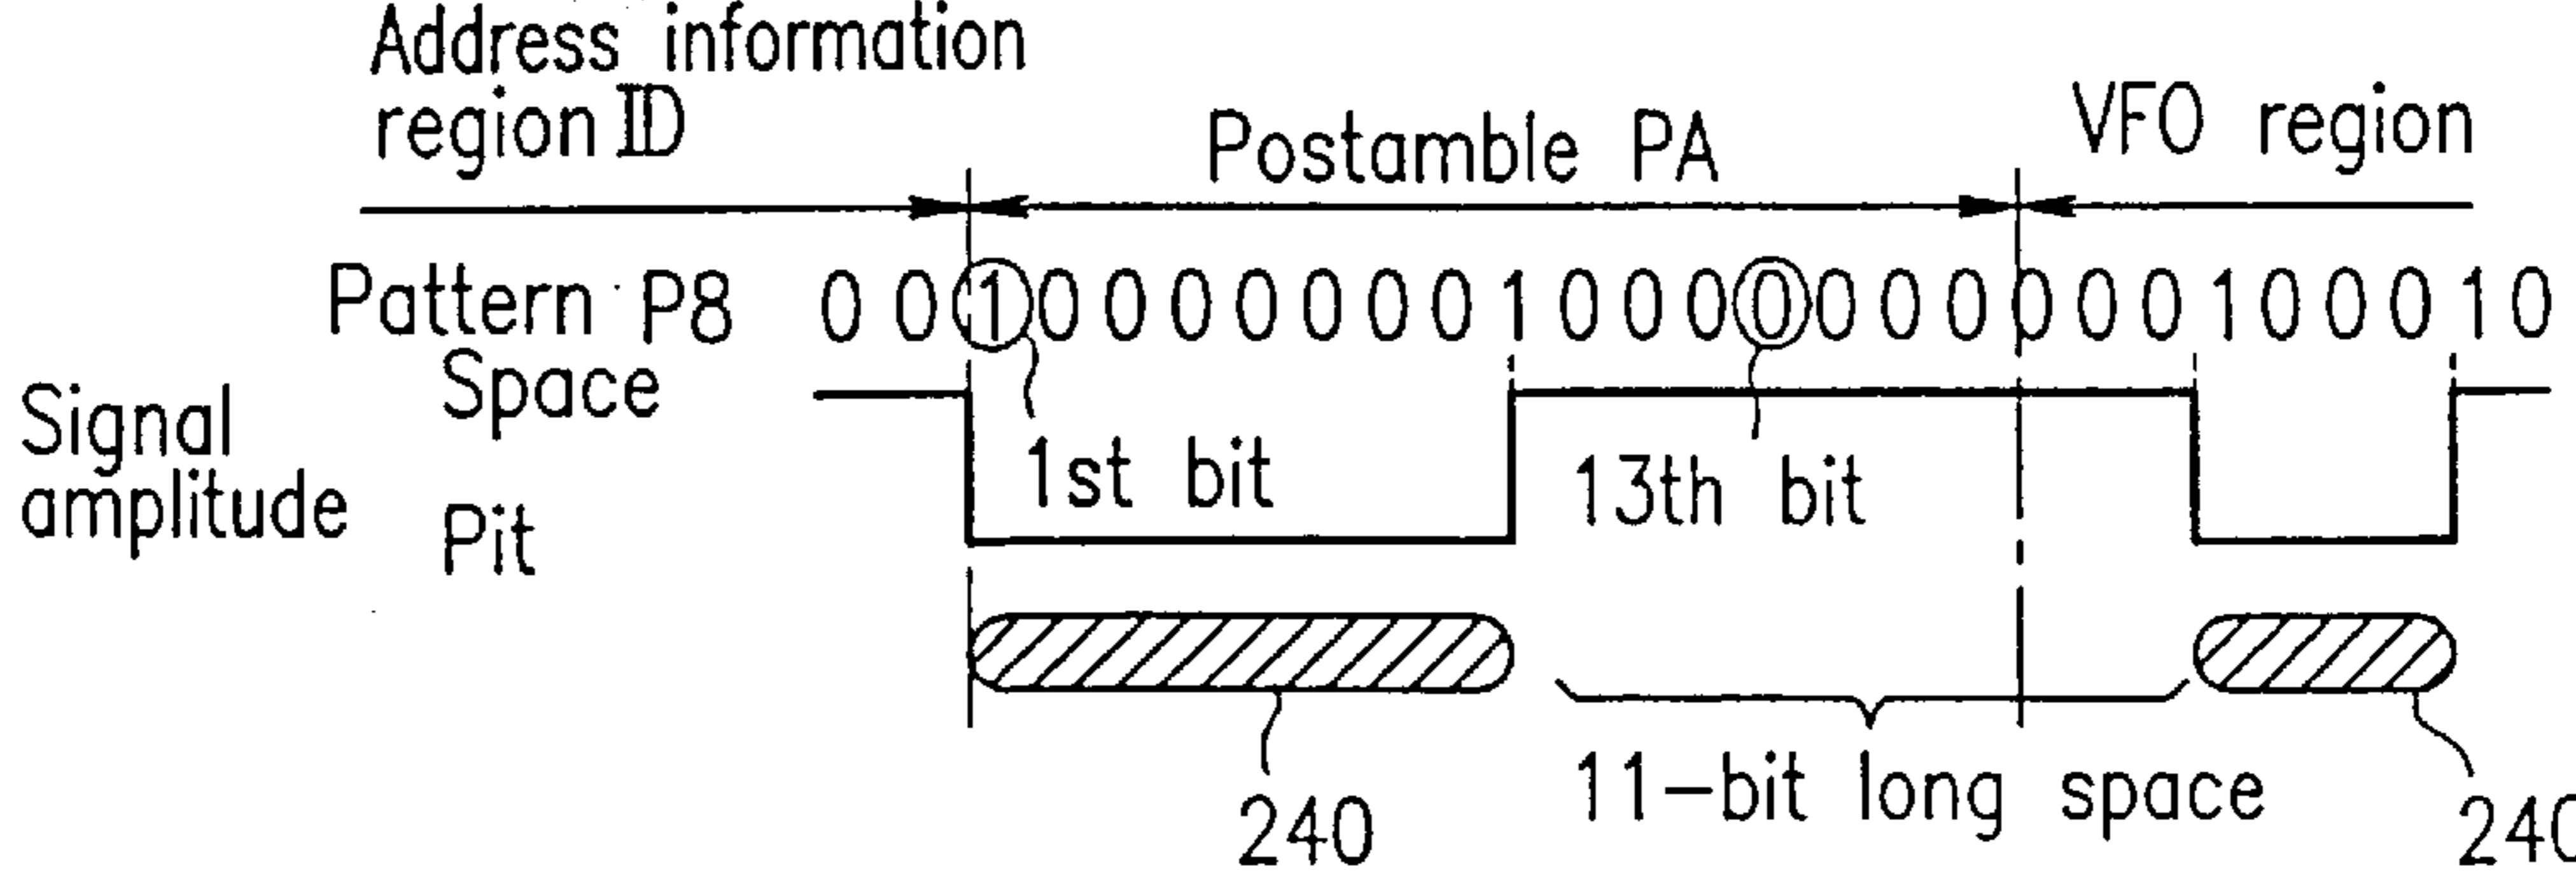 Address information
region ID
Postamble PA
VFO region
Pattern P8 0 0 1 0 0 0 0 0 0 0 1 0 0 0 0 0 0 0 0 0 0 1 0 0 0 1 0
Space
Signal
amplitude
Pit
1st bit
13th bit
11-bit long space
240
240